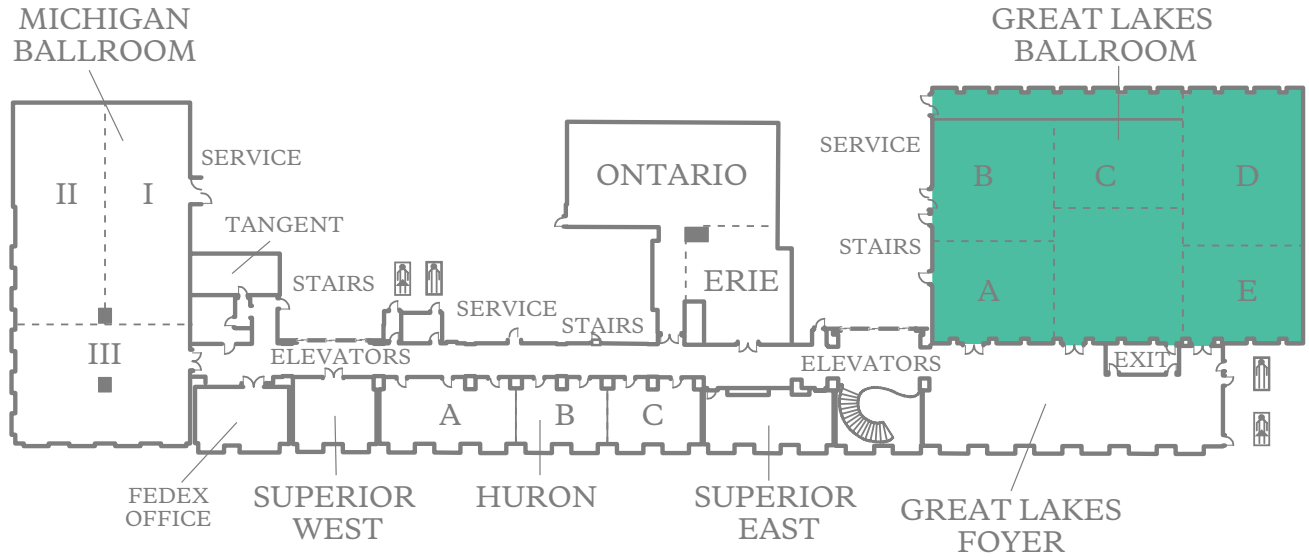 MICHIGAN
BALLROOM
GREAT LAKES
BALLROOM
SERVICE
SERVICE
II
I
ONTARIO
B
C
D
TANGENT
STAIRS
STAIRS
ERIE
A
E
SERVICE
STAIRS
III
ELEVATORS
ELEVATORS
EXIT
A
B
C
FEDEX
OFFICE
SUPERIOR
WEST
HURON
SUPERIOR
EAST
GREAT LAKES
FOYER